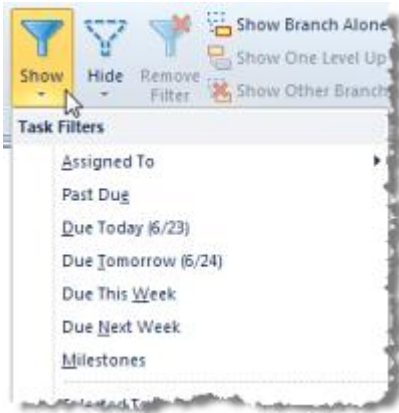 Show Branch Alone
Show One Level Up
Show Other Branch
Show
Hide
Remove
Filter
Task Filters
Assigned To
Past Due
Due Today (6/23)
Due Tomorrow (6/24)
Due This Week
Due Next Week
Milestones